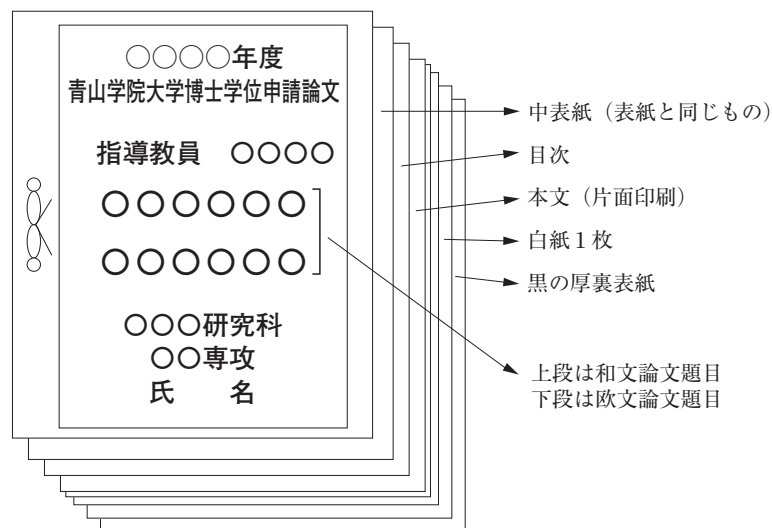 ○○○○年度
青山学院大学博士学位申請論文
指導教員　○○○○
○○○○○○
○○○○○○
○○○研究科
○○専攻
氏　　名
中表紙（表紙と同じもの）
目次
本文（片面印刷）
白紙１枚
黒の厚裏表紙
上段は和文論文題目
下段は欧文論文題目